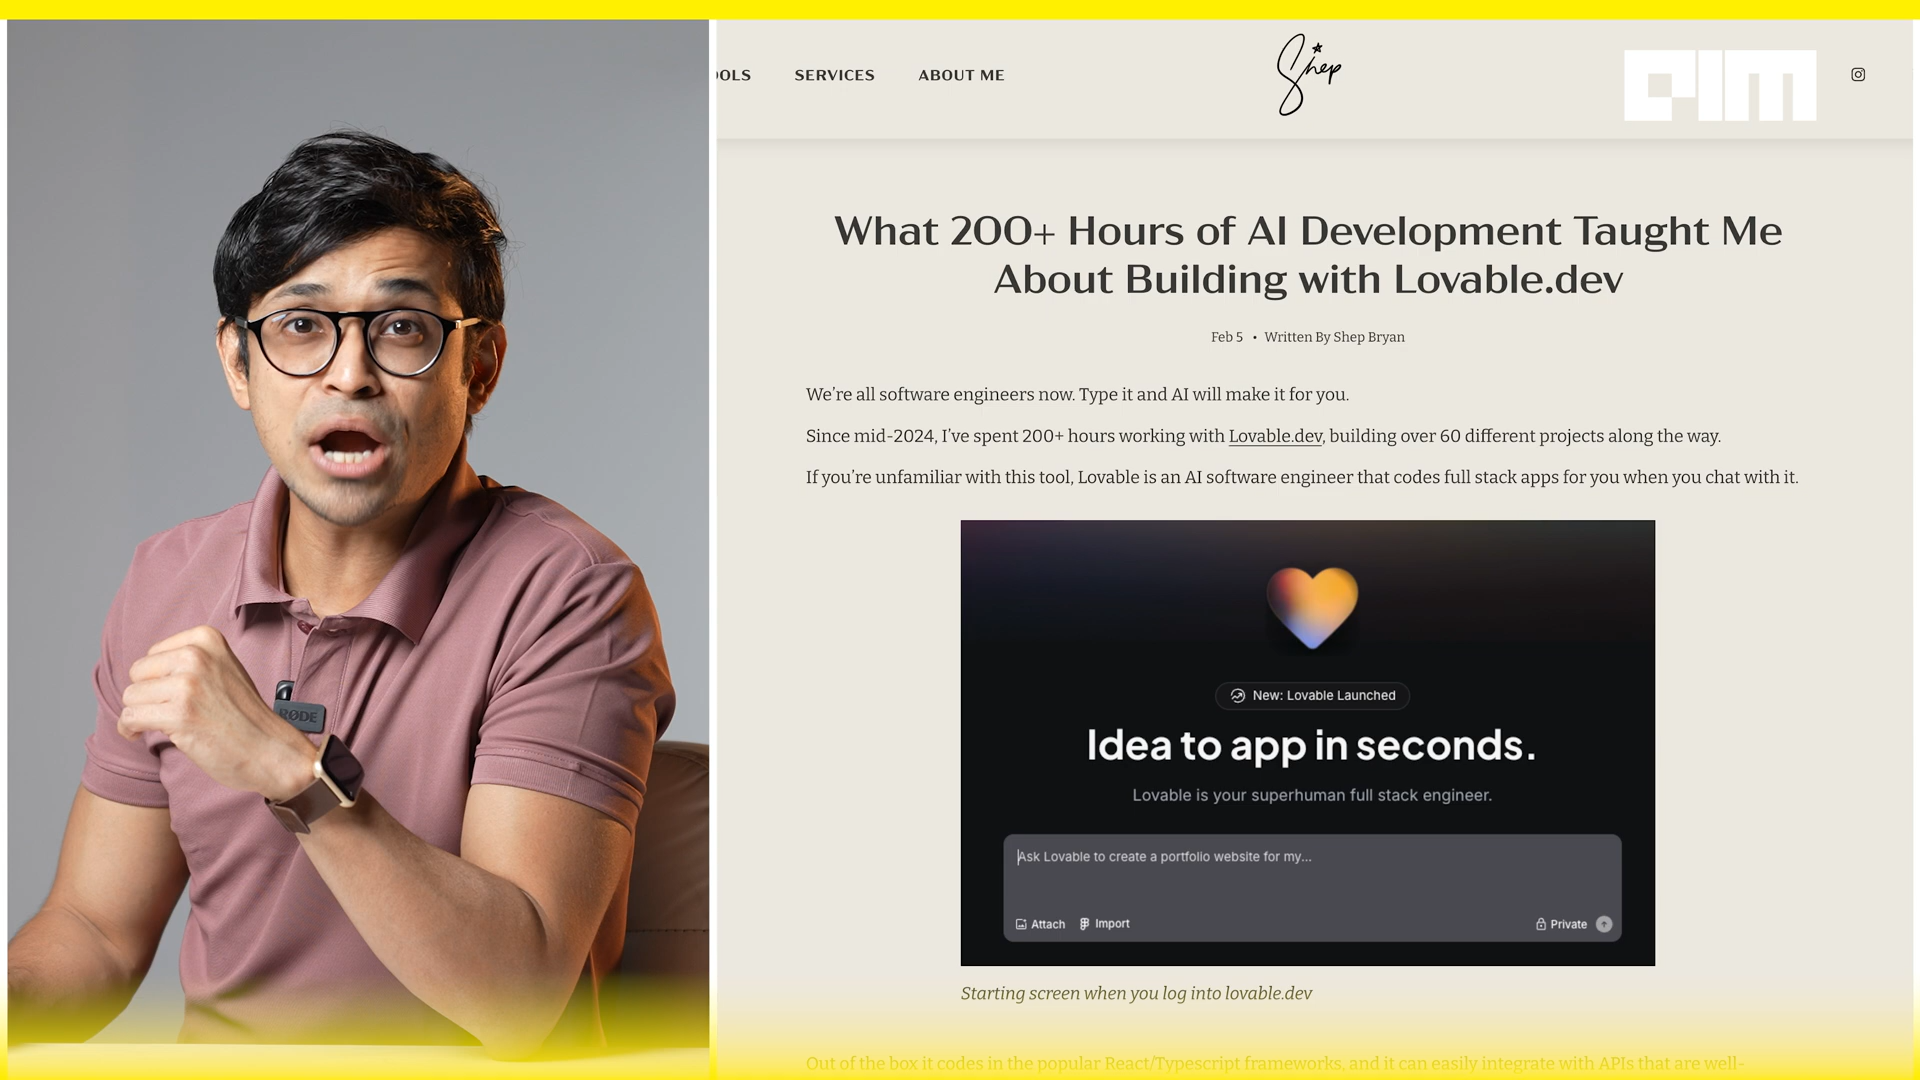 OOLS SERVICES ABOUT ME
Shep
aim
What 200+ Hours of AI Development Taught Me
About Building with Lovable.dev
Feb 5 • Written By Shep Bryan
We’re all software engineers now. Type it and AI will make it for you.
Since mid-2024, I’ve spent 200+ hours working with Lovable.dev, building over 60 different projects along the way.
If you’re unfamiliar with this tool, Lovable is an AI software engineer that codes full stack apps for you when you chat with it.
New: Lovable Launched
Idea to app in seconds.
Lovable is your superhuman full stack engineer.
Ask Lovable to create a portfolio website for my...
Attach Import Private
Starting screen when you log into lovable.dev
Out of the box it codes in the popular React/Typescript frameworks, and it can easily integrate with APIs that are well-
RØDE